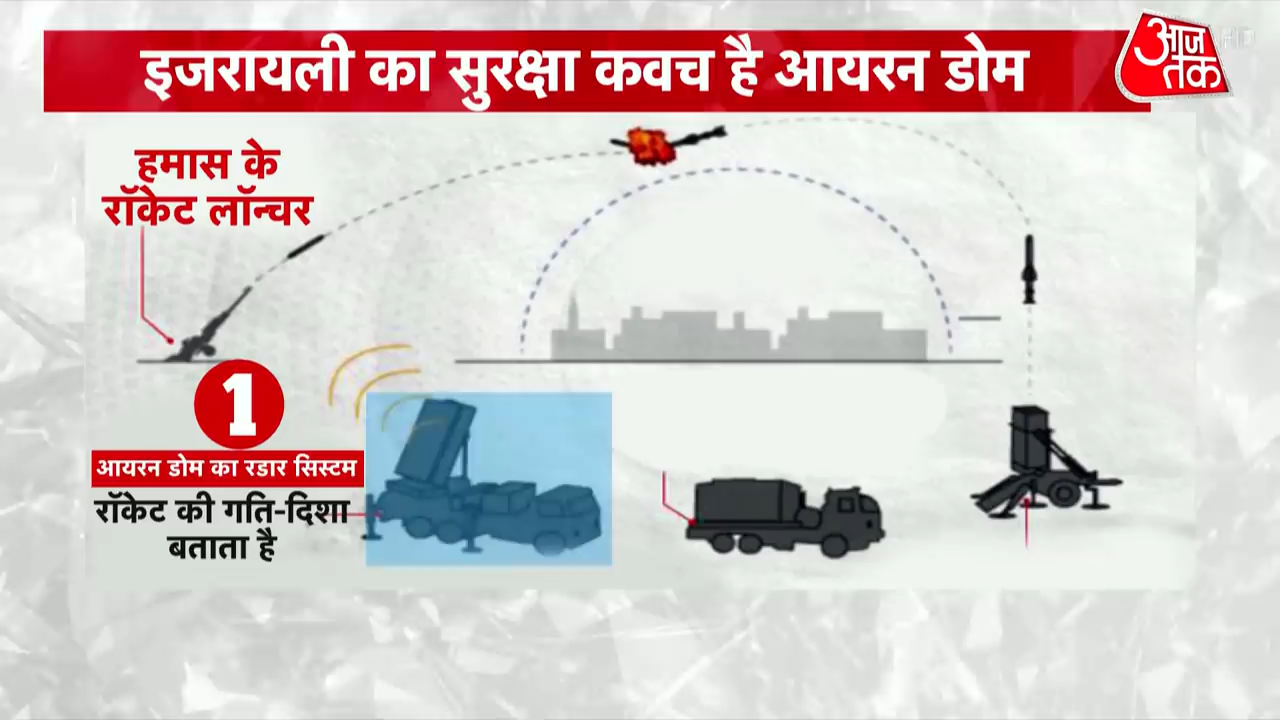 इजरायली का सुरक्षा कवच है आयरन डोम
आज
तक
HD
हमास के
रॉकेट लॉन्चर
1
आयरन डोम का रडार सिस्टम
रॉकेट की गति-दिशा
बताता है